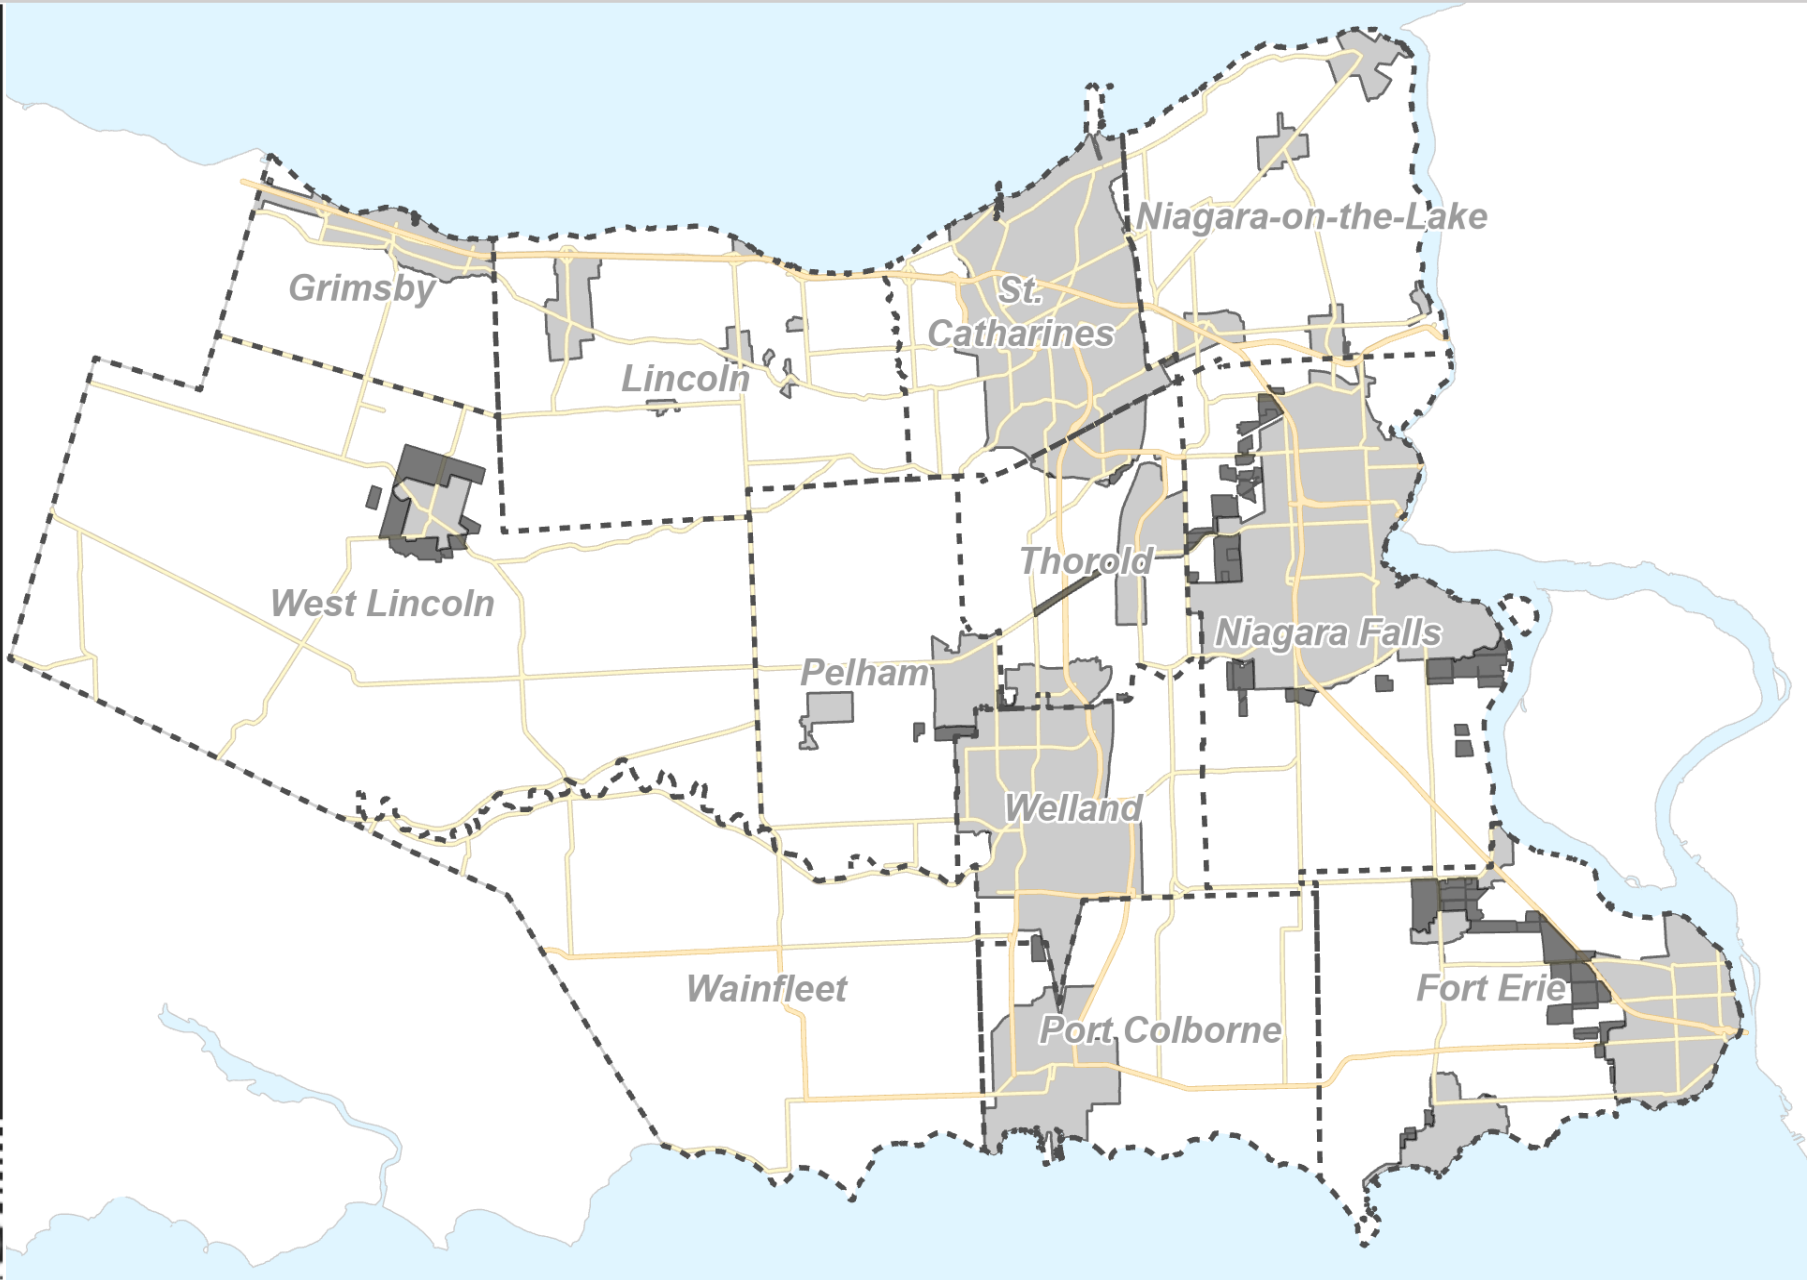 Niagara-on-the-Lake
Grimsby
St.
Catharines
Lincoln
Thorold
West Lincoln
Niagara Falls
Pelham
Welland
Wainfleet
Fort Erie
Port Colborne